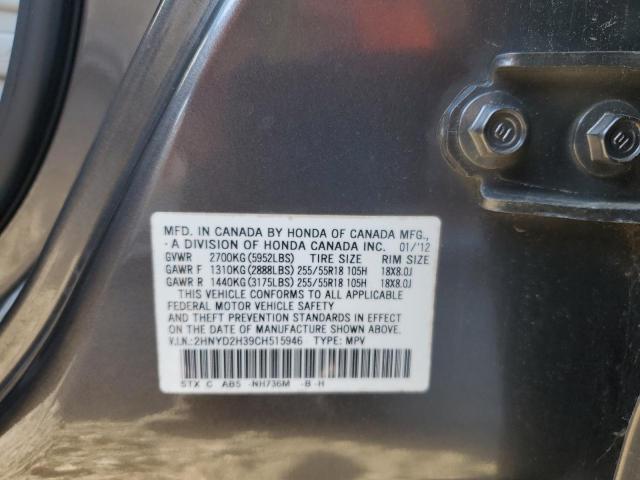 MFD. IN CANADA BY HONDA OF CANADA MFG.,
A DIVISION OF HONDA CANADA INC. 01/'12
GVWR 2700KG(5952LBS) TIRE SIZE RIM SIZE
GAWR F 1310KG(2888LBS) 255/55R18 105H 18X8.0J
GAWR R 1440KG(3175LBS) 255/55R18 105H 18X8.0J
THIS VEHICLE CONFORMS TO ALL APPLICABLE
FEDERAL MOTOR VEHICLE SAFETY
AND THEFT PREVENTION STANDARDS IN EFFECT
ON THE DATE OF MANUFACTURE SHOWN ABOVE.
V.I.N.:2HNYD2H39CH515946 TYPE: MPV
STX C AB5 -NH736M -B -H